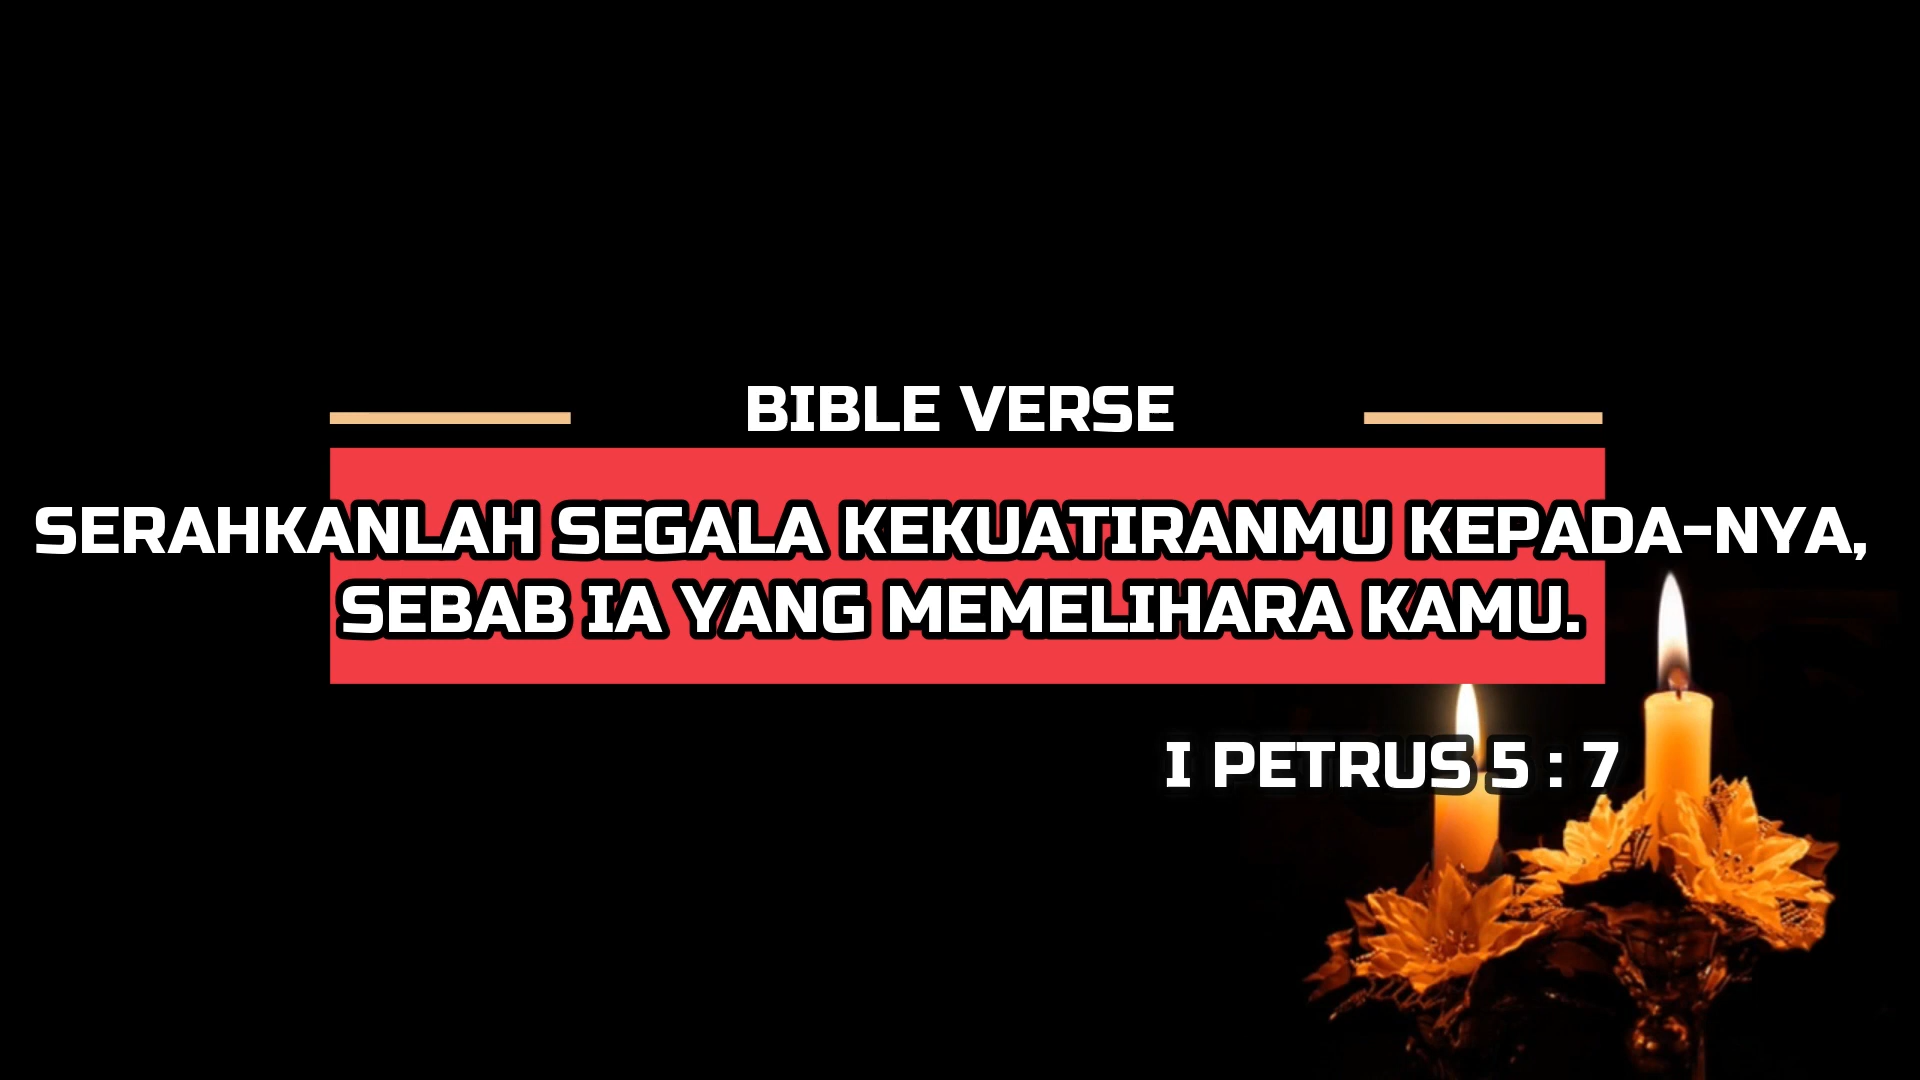 BIBLE VERSE
SERAHKANLAH SEGALA KEKUATIRANMU KEPADA-NYA,
SEBAB IA YANG MEMELIHARA KAMU.
I PETRUS 5 : 7